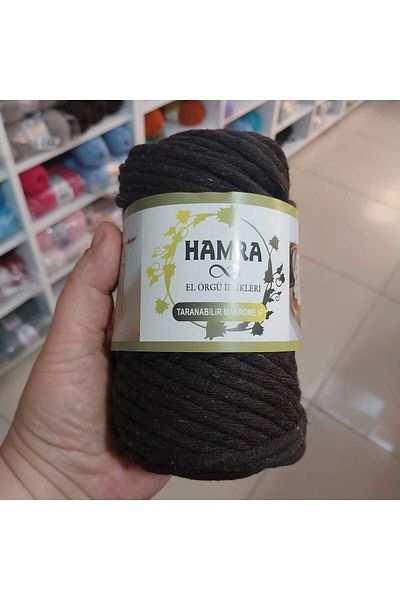 HAMRA
EL ÖRGÜ İPLİKLERİ
TARANABİLİR MAKROME İP